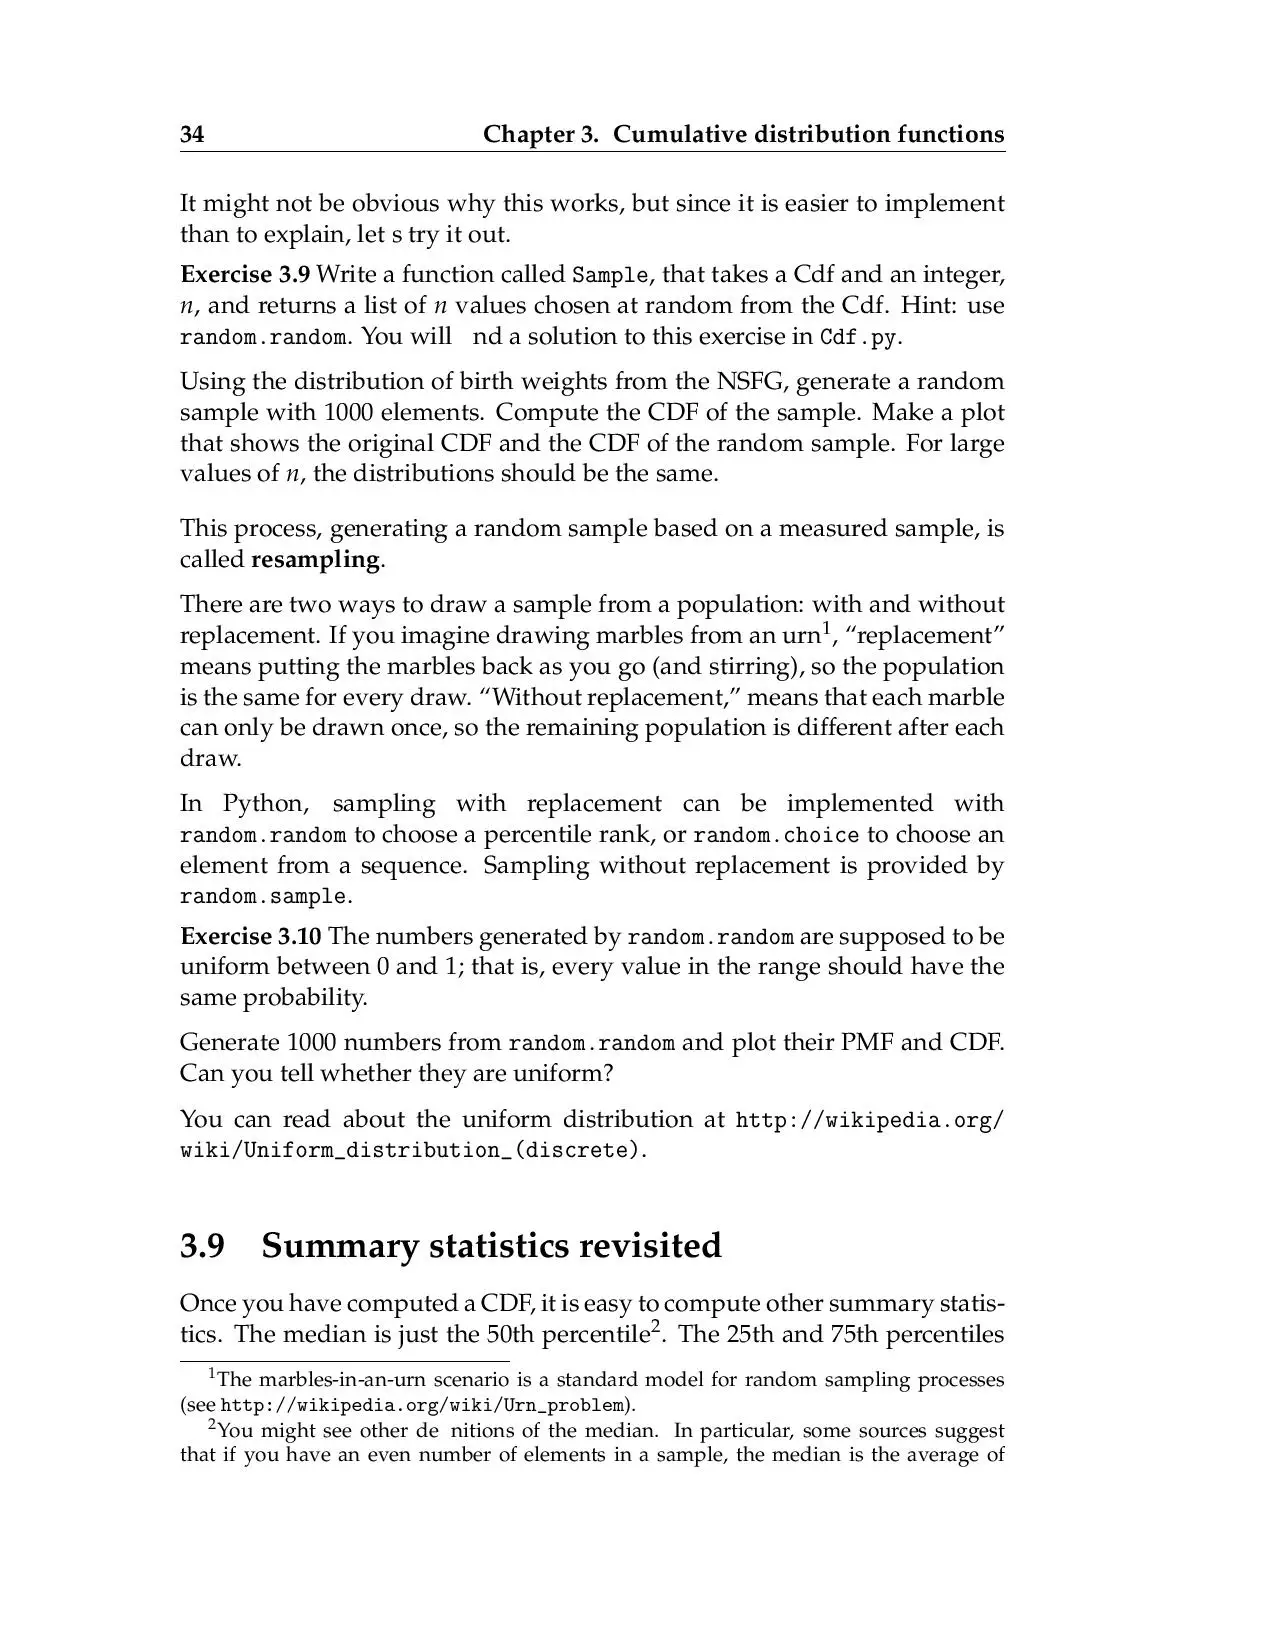 34 Chapter 3. Cumulative distribution functions
It might not be obvious why this works, but since it is easier to implement
than to explain, let s try it out.
Exercise 3.9 Write a function called Sample, that takes a Cdf and an integer,
n, and returns a list of n values chosen at random from the Cdf. Hint: use
random.random. You will nd a solution to this exercise in Cdf.py.
Using the distribution of birth weights from the NSFG, generate a random
sample with 1000 elements. Compute the CDF of the sample. Make a plot
that shows the original CDF and the CDF of the random sample. For large
values of n, the distributions should be the same.
This process, generating a random sample based on a measured sample, is
called resampling.
There are two ways to draw a sample from a population: with and without
replacement. If you imagine drawing marbles from an urn1, “replacement”
means putting the marbles back as you go (and stirring), so the population
is the same for every draw. “Without replacement,” means that each marble
can only be drawn once, so the remaining population is different after each
draw.
In Python, sampling with replacement can be implemented with
random.random to choose a percentile rank, or random.choice to choose an
element from a sequence. Sampling without replacement is provided by
random.sample.
Exercise 3.10 The numbers generated by random.random are supposed to be
uniform between 0 and 1; that is, every value in the range should have the
same probability.
Generate 1000 numbers from random.random and plot their PMF and CDF.
Can you tell whether they are uniform?
You can read about the uniform distribution at http://wikipedia.org/
wiki/Uniform_distribution_(discrete).
3.9 Summary statistics revisited
Once you have computed a CDF, it is easy to compute other summary statis-
tics. The median is just the 50th percentile2. The 25th and 75th percentiles
1The marbles-in-an-urn scenario is a standard model for random sampling processes
(see http://wikipedia.org/wiki/Urn_problem).
2You might see other de nitions of the median. In particular, some sources suggest
that if you have an even number of elements in a sample, the median is the average of